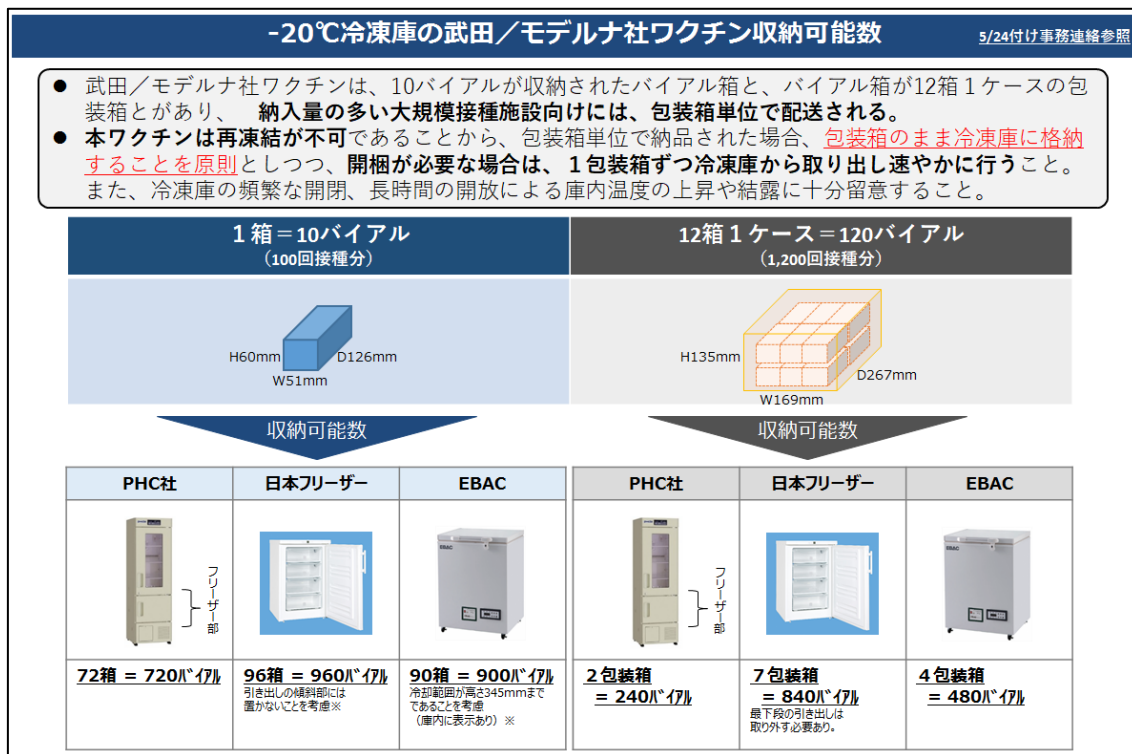 -20℃冷凍庫の武田／モデルナ社ワクチン収納可能数
5/24付け事務連絡参照
● 武田／モデルナ社ワクチンは、10バイアルが収納されたバイアル箱と、バイアル箱が12箱１ケースの包
装箱とがあり、 納入量の多い大規模接種施設向けには、包装箱単位で配送される。
● 本ワクチンは再凍結が不可であることから、包装箱単位で納品された場合、包装箱のまま冷凍庫に格納
することを原則としつつ、開梱が必要な場合は、１包装箱ずつ冷凍庫から取り出し速やかに行うこと。
また、冷凍庫の頻繁な開閉、長時間の開放による庫内温度の上昇や結露に十分留意すること。
１箱＝10バイアル
（100回接種分）
12箱１ケース＝120バイアル
（1,200回接種分）
H60mm
D126mm
W51mm
H135mm
D267mm
W169mm
収納可能数
収納可能数
PHC社
日本フリーザー
EBAC
PHC社
日本フリーザー
EBAC
フリーザー部
EBAC
フリーザー部
EBAC
72箱 = 720ﾊﾞｲｱﾙ
96箱 = 960ﾊﾞｲｱﾙ
引き出しの傾斜部には
置かないことを考慮※
90箱 = 900ﾊﾞｲｱﾙ
冷却範囲が高さ345mmまで
であることを考慮
（庫内に表示あり）※
２包装箱
= 240ﾊﾞｲｱﾙ
７包装箱
= 840ﾊﾞｲｱﾙ
最下段の引き出しは
取り外す必要あり。
４包装箱
= 480ﾊﾞｲｱﾙ